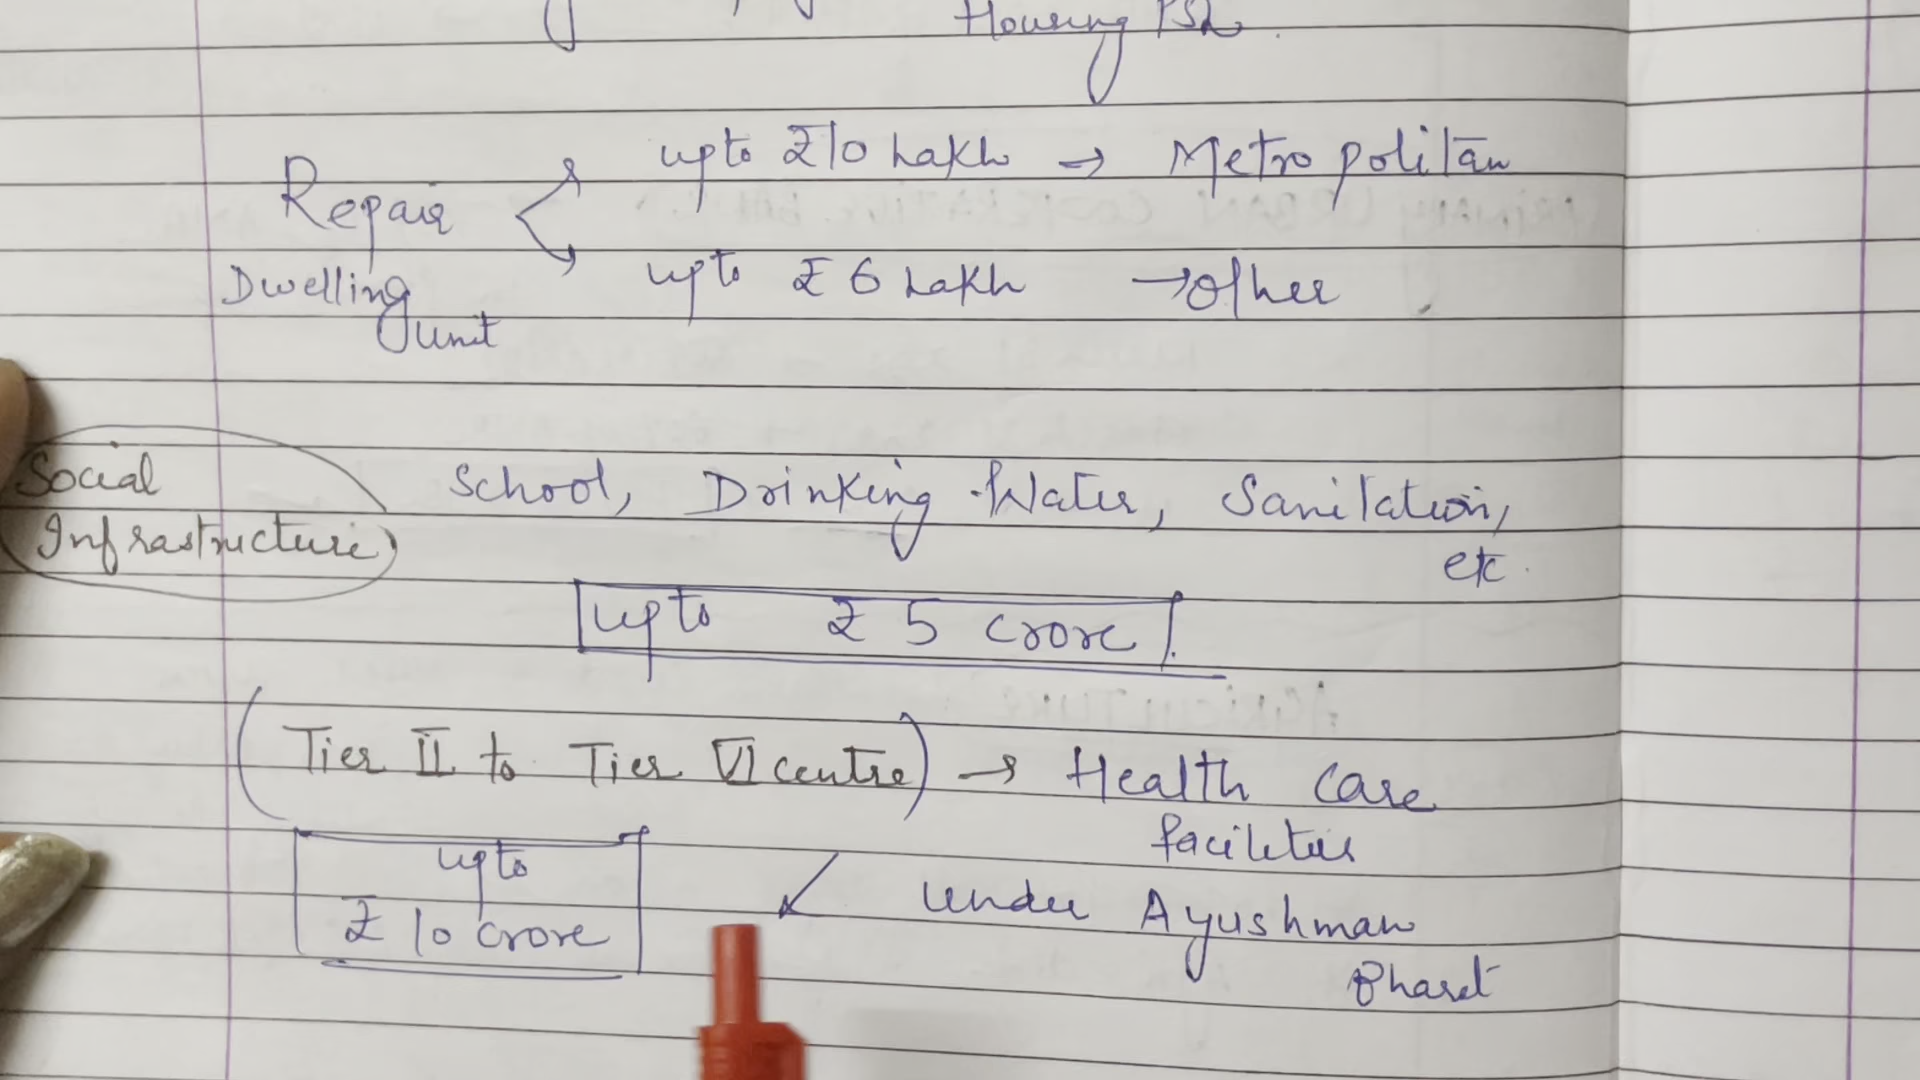 Housing PSL
Repair upto ₹10 Lakh → Metropolitan
Dwelling unit upto ₹ 6 Lakh → other
Social Infrastructure School, Drinking Water, Sanitation, etc.
upto ₹ 5 crore
(Tier II to Tier VI centre) → Health Care facilities
under Ayushman Bharat
upto
₹ 10 crore